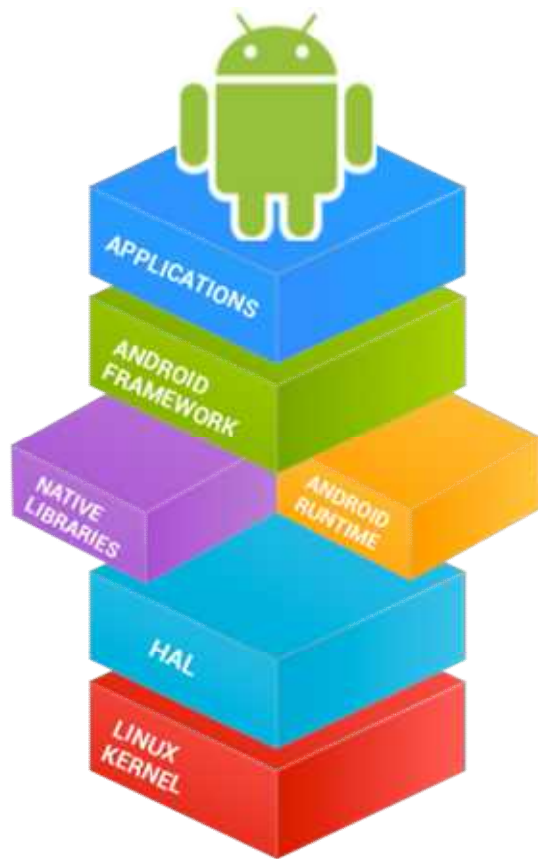 APPLICATIONS
ANDROID
FRAMEWORK
NATIVE
LIBRARIES
ANDROID
RUNTIME
HAL
LINUX
KERNEL